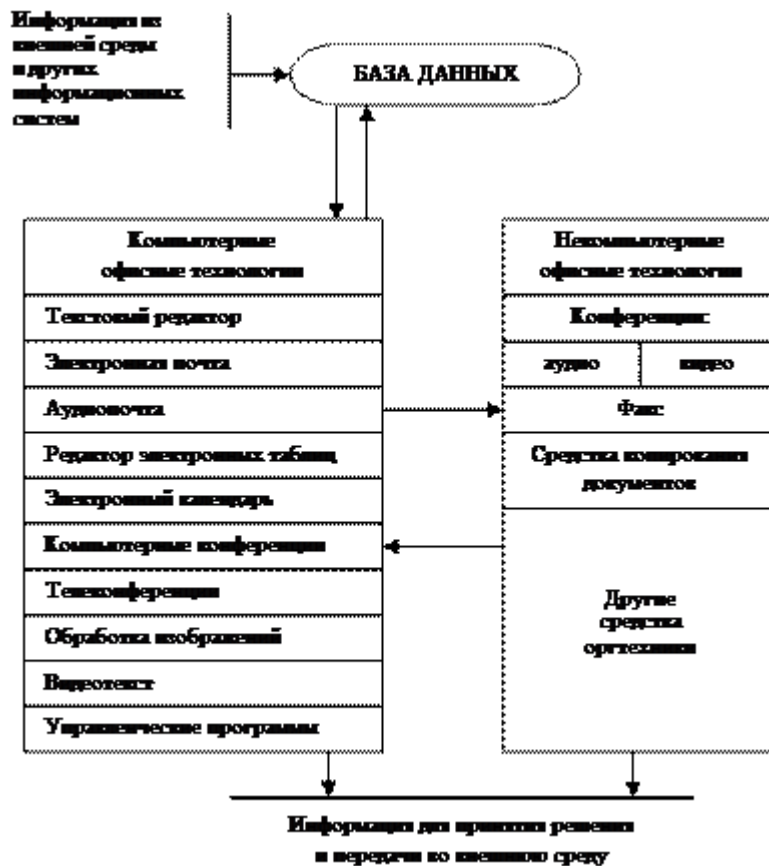 Информация из
внешней среды
и других
информационных
систем
БАЗА ДАННЫХ
Компьютерные
офисные технологии
Текстовый редактор
Электронная почта
Аудиопочта
Редактор электронных таблиц
Электронный календарь
Компьютерные конференции
Телеконференции
Обработка изображений
Видеотекст
Управленческие программы
Некомпьютерные
офисные технологии
Конференции:
аудио
видео
Факс
Средства копирования
документов
Другие
средства
оргтехники
Информация для принятия решения
и передачи во внешнюю среду